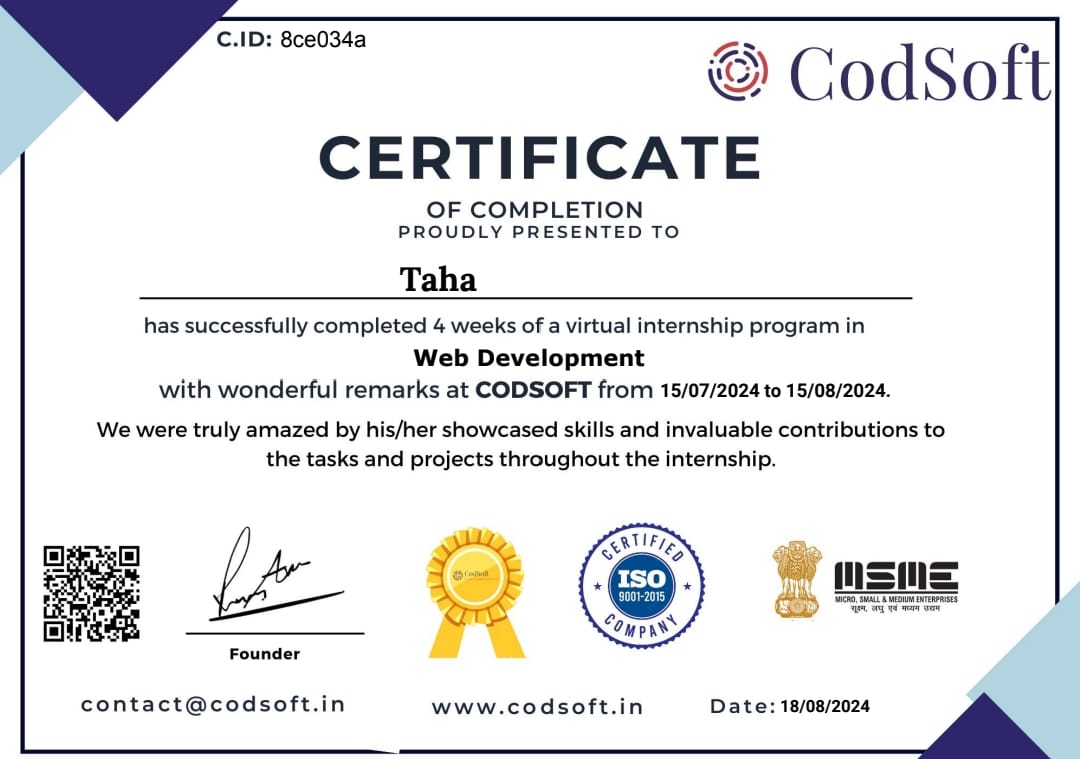 C.ID: 8ce034a
CodSoft
CERTIFICATE
OF COMPLETION
PROUDLY PRESENTED TO
Taha
has successfully completed 4 weeks of a virtual internship program in
Web Development
with wonderful remarks at CODSOFT from 15/07/2024 to 15/08/2024.
We were truly amazed by his/her showcased skills and invaluable contributions to
the tasks and projects throughout the internship.
CodSoft
CERTIFIED
ISO
9001-2015
COMPANY
MSME
MICRO, SMALL & MEDIUM ENTERPRISES
सूक्ष्म, लघु एवं मध्यम उद्यम
Founder
contact@codsoft.in
www.codsoft.in
Date: 18/08/2024